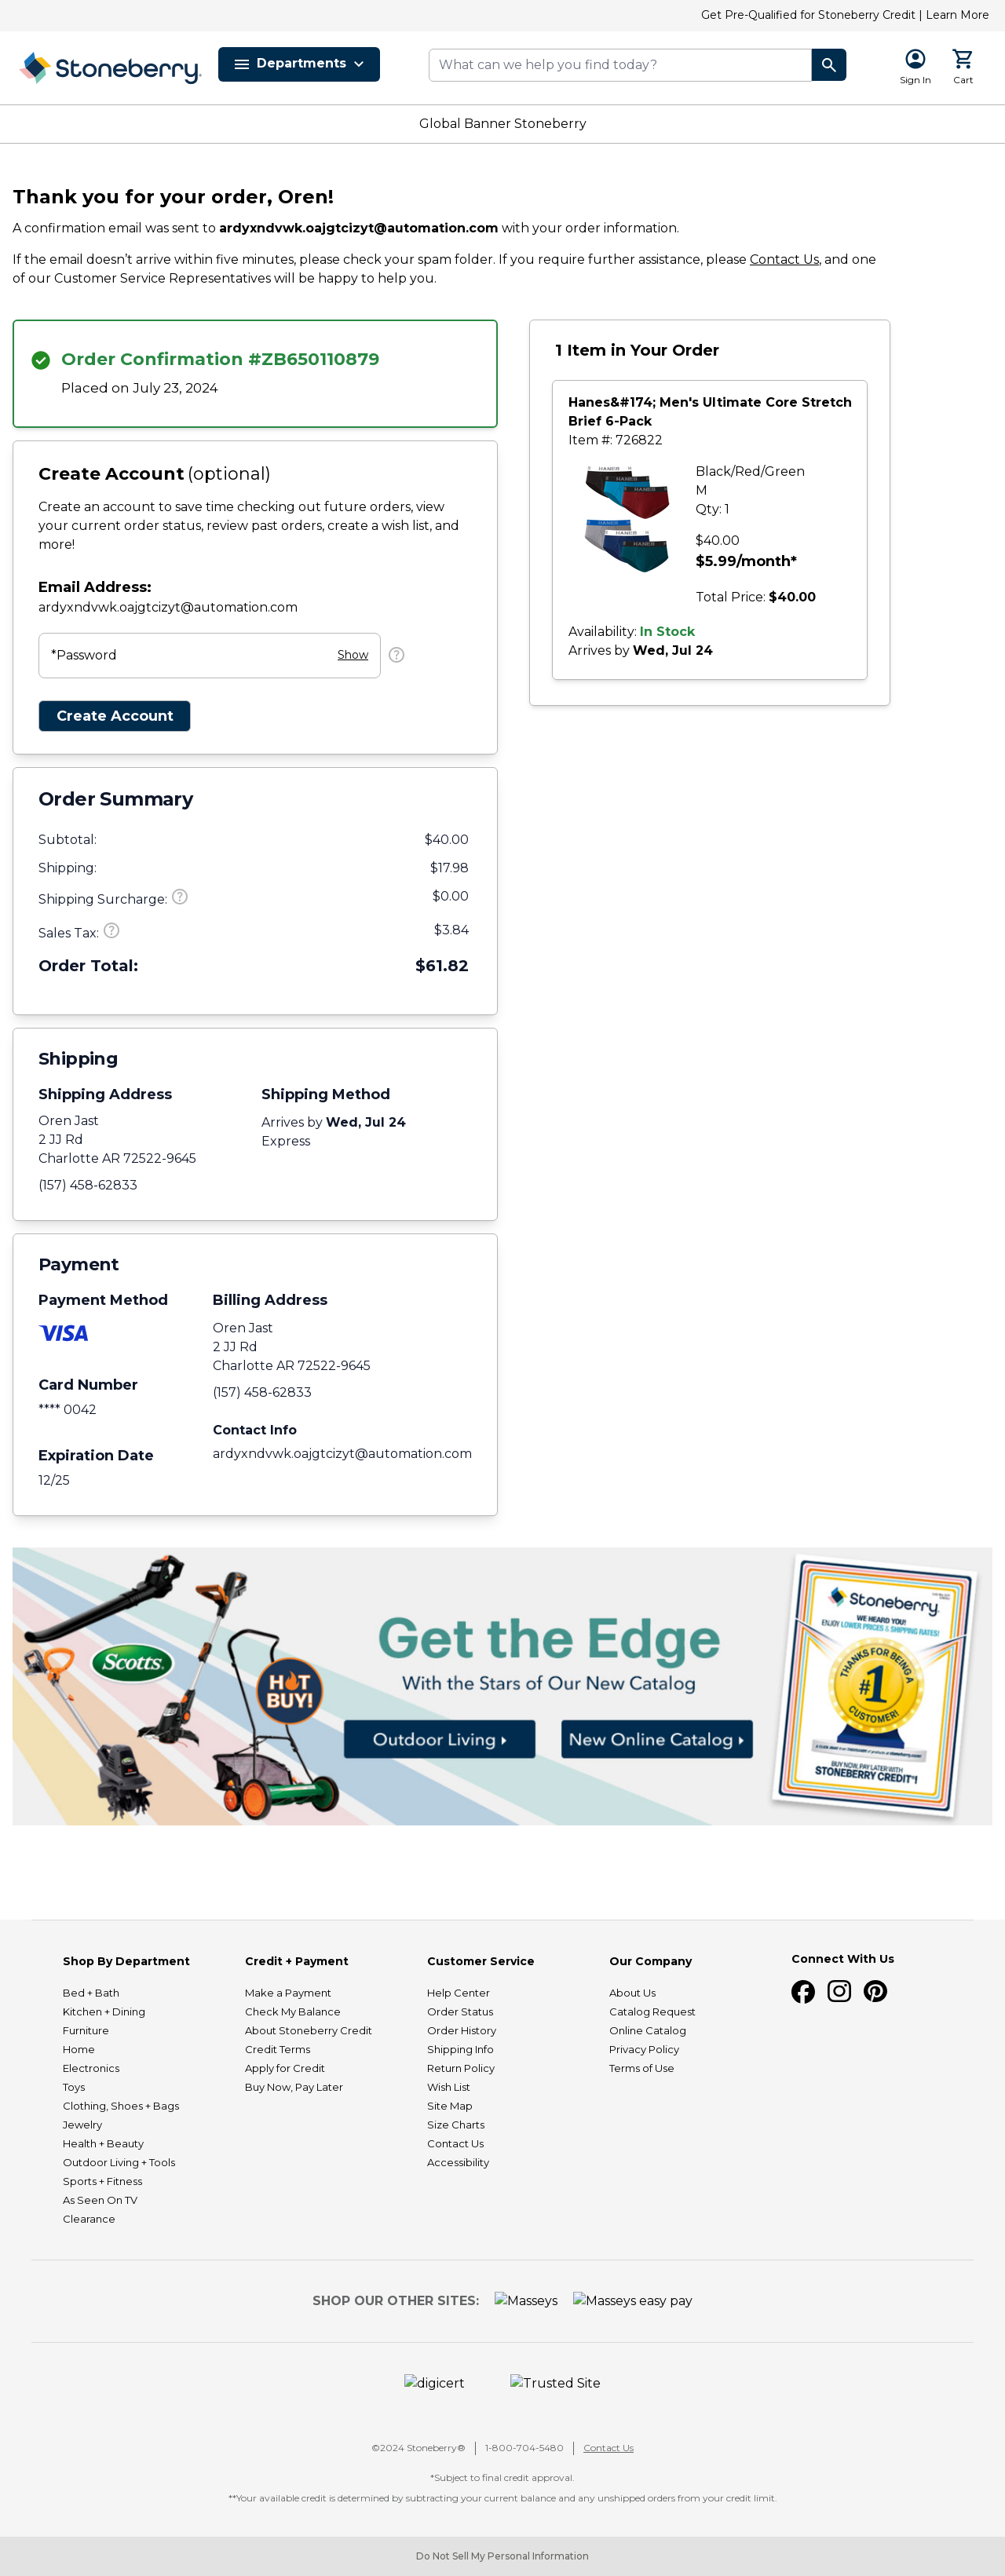 Get Pre-Qualified for Stoneberry Credit | Learn More
Stoneberry.
Departments
What can we help you find today?
Sign In
Cart
Global Banner Stoneberry
Thank you for your order, Oren!
A confirmation email was sent to ardyxndvwk.oajgtcizyt@automation.com with your order information.
If the email doesn’t arrive within five minutes, please check your spam folder. If you require further assistance, please Contact Us, and one
of our Customer Service Representatives will be happy to help you.
Order Confirmation #ZB650110879
Placed on July 23, 2024
Create Account (optional)
Create an account to save time checking out future orders, view
your current order status, review past orders, create a wish list, and
more!
Email Address:
ardyxndvwk.oajgtcizyt@automation.com
*Password
Show
Create Account
Order Summary
Subtotal: $40.00
Shipping: $17.98
Shipping Surcharge: $0.00
Sales Tax: $3.84
Order Total: $61.82
Shipping
Shipping Address
Oren Jast
2 JJ Rd
Charlotte AR 72522-9645
(157) 458-62833
Shipping Method
Arrives by Wed, Jul 24
Express
Payment
Payment Method
VISA
Card Number
**** 0042
Expiration Date
12/25
Billing Address
Oren Jast
2 JJ Rd
Charlotte AR 72522-9645
(157) 458-62833
Contact Info
ardyxndvwk.oajgtcizyt@automation.com
1 Item in Your Order
Hanes&#174; Men's Ultimate Core Stretch
Brief 6-Pack
Item #: 726822
Black/Red/Green
M
Qty: 1
$40.00
$5.99/month*
Total Price: $40.00
Availability: In Stock
Arrives by Wed, Jul 24
Scotts
HOT
BUY!
Get the Edge
With the Stars of Our New Catalog
Outdoor Living
New Online Catalog
Stoneberry.
WE HEARD YOU!
ENJOY LOWER PRICES & SHIPPING RATES!
THANKS FOR BEING A
#1
CUSTOMER!
BUY NOW, PAY LATER WITH
STONEBERRY CREDIT!
Shop By Department
Bed + Bath
Kitchen + Dining
Furniture
Home
Electronics
Toys
Clothing, Shoes + Bags
Jewelry
Health + Beauty
Outdoor Living + Tools
Sports + Fitness
As Seen On TV
Clearance
Credit + Payment
Make a Payment
Check My Balance
About Stoneberry Credit
Credit Terms
Apply for Credit
Buy Now, Pay Later
Customer Service
Help Center
Order Status
Order History
Shipping Info
Return Policy
Wish List
Site Map
Size Charts
Contact Us
Accessibility
Our Company
About Us
Catalog Request
Online Catalog
Privacy Policy
Terms of Use
Connect With Us
SHOP OUR OTHER SITES: Masseys Masseys easy pay
digicert Trusted Site
©2024 Stoneberry® | 1-800-704-5480 | Contact Us
*Subject to final credit approval.
**Your available credit is determined by subtracting your current balance and any unshipped orders from your credit limit.
Do Not Sell My Personal Information